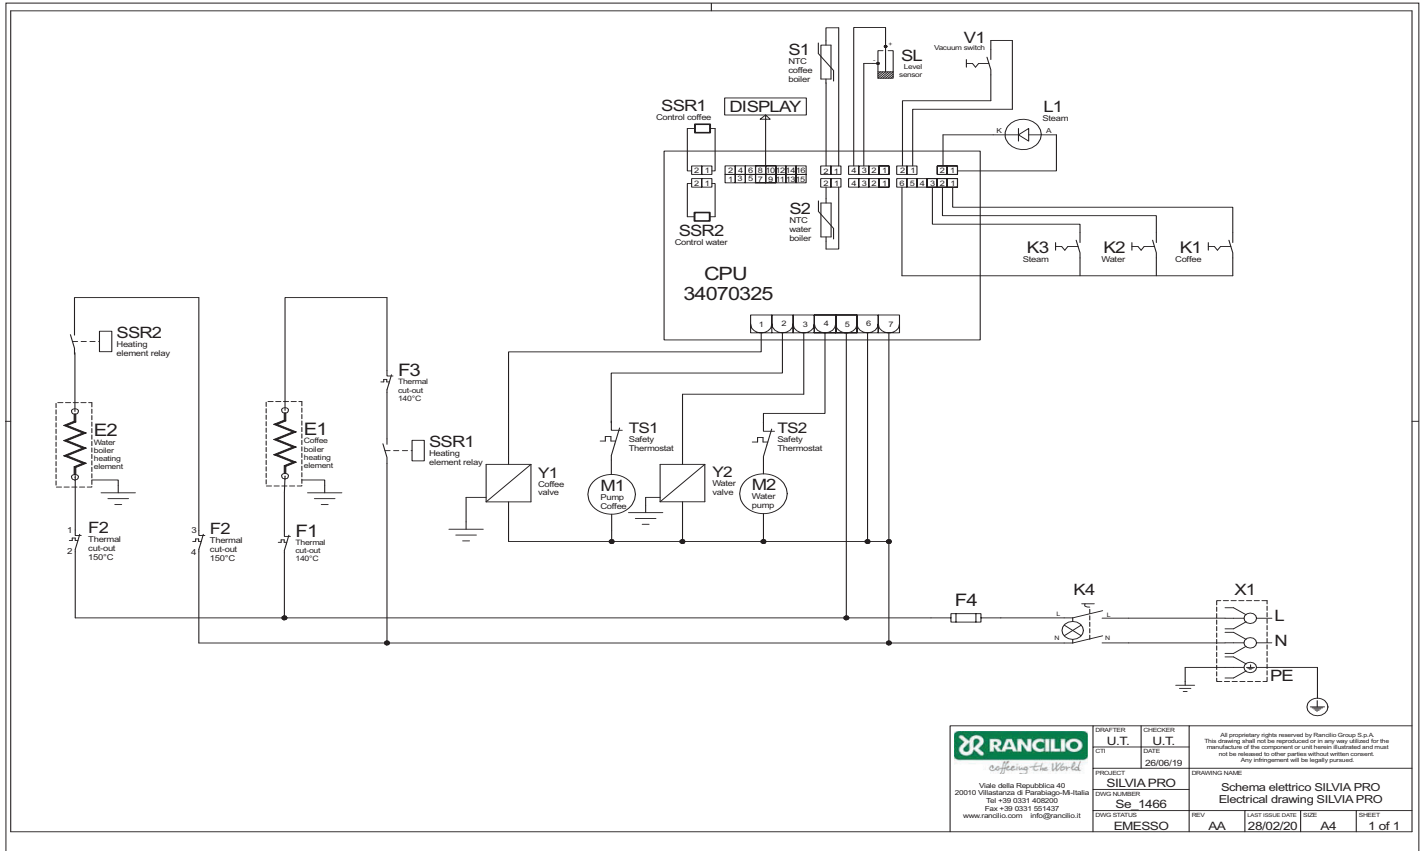 S1
NTC
coffee
boiler
+
-
SL
Level
sensor
V1
Vacuum switch
SSR1
Control coffee
DISPLAY
L1
Steam
K
A
2 1
2 4 6 8 10 12 14 16
2 1
4 3 2 1
2 1
2 1
2 1
1 3 5 7 9 11 13 15
2 1
4 3 2 1
6 5 4 3 2 1
SSR2
Control water
S2
NTC
water
boiler
K3
Steam
K2
Water
K1
Coffee
CPU
34070325
1 2 3 4 5 6 7
SSR2
Heating
element relay
F3
Thermal
cut-out
140°C
E2
Water
boiler
heating
element
E1
Coffee
boiler
heating
element
SSR1
Heating
element relay
TS1
Safety
Thermostat
TS2
Safety
Thermostat
Y1
Coffee
valve
M1
Pump
Coffee
Y2
Water
valve
M2
Water
pump
1
2
F2
Thermal
cut-out
150°C
3
4
F2
Thermal
cut-out
150°C
F1
Thermal
cut-out
140°C
F4
K4
L
L
N
N
X1
L
N
PE
RANCILIO
coffeeing the World
Viale della Repubblica 40
20010 Villastanza di Parabiago-Mi-Italia
Tel +39 0331 408200
Fax +39 0331 551437
www.rancilio.com info@rancilio.it
DRAFTER
U.T.
CHECKER
U.T.
CTI
DATE
26/06/19
PROJECT
SILVIA PRO
DWG NUMBER
Se_1466
DWG STATUS
EMESSO
All proprietary rights reserved by Rancilio Group S.p.A.
This drawing shall not be reproduced or in any way utilized for the
manufacture of the component or unit herein illustrated and must
not be released to other parties without written consent.
Any infringement will be legally pursued.
DRAWING NAME
Schema elettrico SILVIA PRO
Electrical drawing SILVIA PRO
REV
AA
LAST ISSUE DATE
28/02/20
SIZE
A4
SHEET
1 of 1